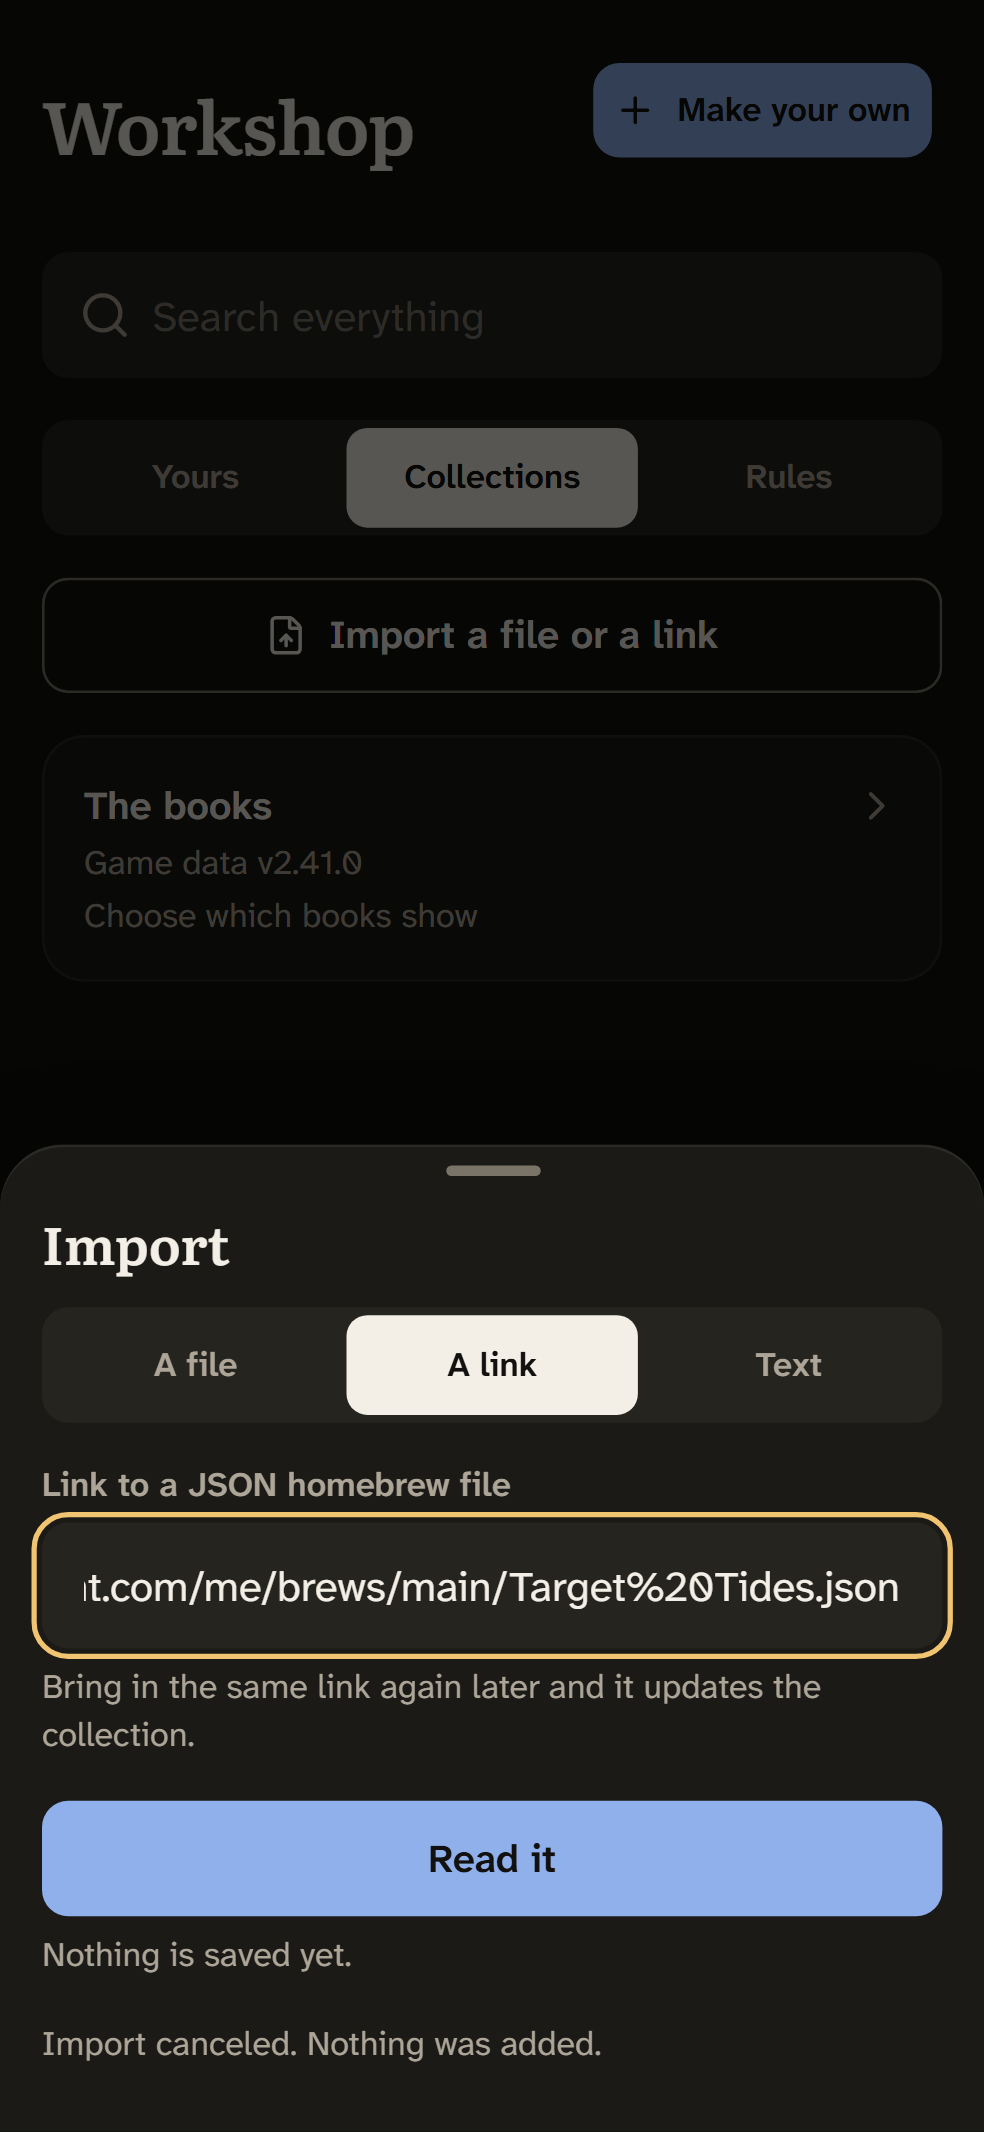 Workshop
Make your own
Search everything
Yours
Collections
Rules
Import a file or a link
The books
Game data v2.41.0
Choose which books show
Import
A file
A link
Text
Link to a JSON homebrew file
t.com/me/brews/main/Target%20Tides.json
Bring in the same link again later and it updates the
collection.
Read it
Nothing is saved yet.
Import canceled. Nothing was added.